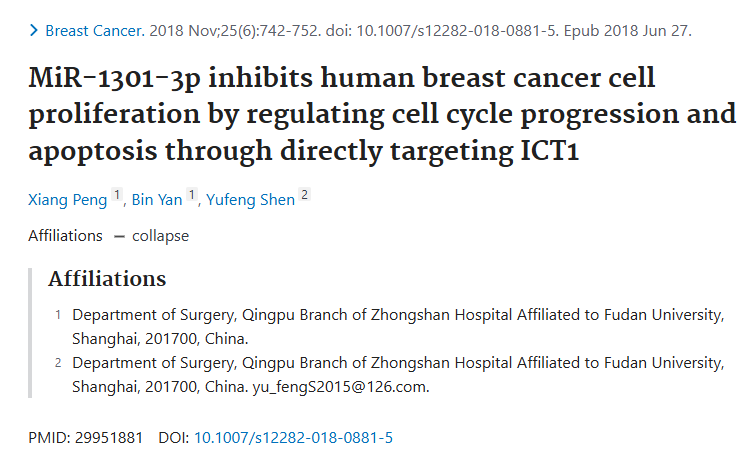 Breast Cancer. 2018 Nov;25(6):742-752. doi: 10.1007/s12282-018-0881-5. Epub 2018 Jun 27.
MiR-1301-3p inhibits human breast cancer cell
proliferation by regulating cell cycle progression and
apoptosis through directly targeting ICT1
Xiang Peng 1, Bin Yan 1, Yufeng Shen 2
Affiliations — collapse
Affiliations
1 Department of Surgery, Qingpu Branch of Zhongshan Hospital Affiliated to Fudan University,
Shanghai, 201700, China.
2 Department of Surgery, Qingpu Branch of Zhongshan Hospital Affiliated to Fudan University,
Shanghai, 201700, China. yu_fengS2015@126.com.
PMID: 29951881 DOI: 10.1007/s12282-018-0881-5